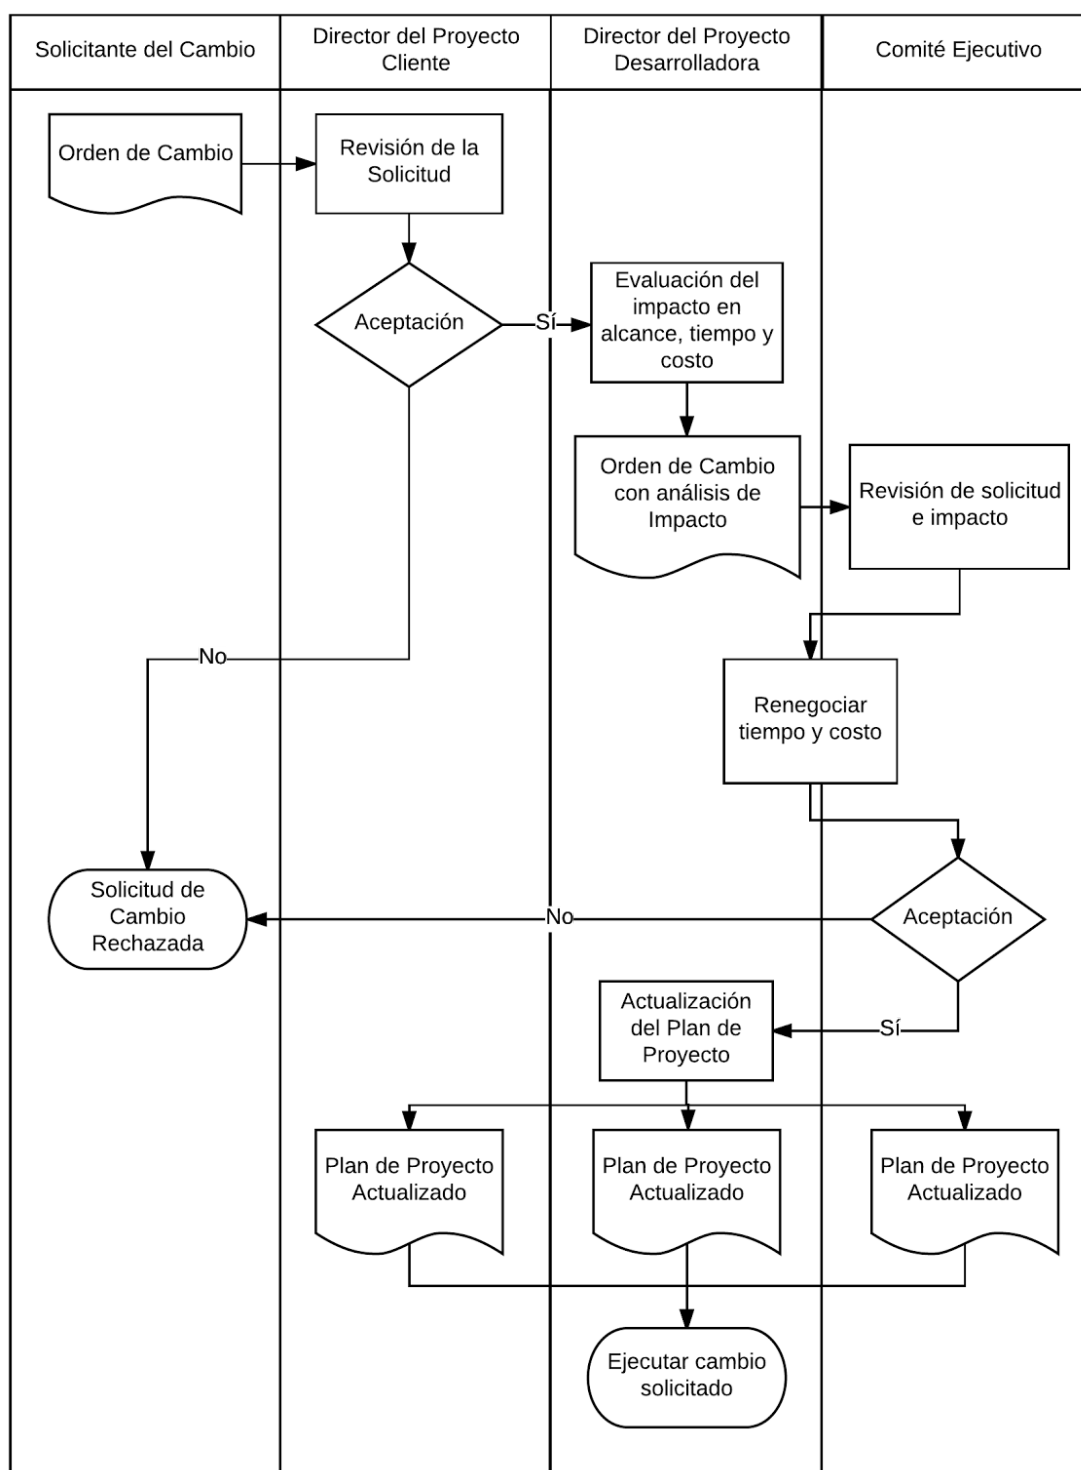 Solicitante del Cambio
Director del Proyecto
Cliente
Director del Proyecto
Desarrolladora
Comité Ejecutivo
Orden de Cambio
Revisión de la
Solicitud
Aceptación
Sí
Evaluación del
impacto en
alcance, tiempo y
costo
Orden de Cambio
con análisis de
Impacto
Revisión de solicitud
e impacto
No
Renegociar
tiempo y costo
Solicitud de
Cambio
Rechazada
No
Aceptación
Actualización
del Plan de
Proyecto
Sí
Plan de Proyecto
Actualizado
Plan de Proyecto
Actualizado
Plan de Proyecto
Actualizado
Ejecutar cambio
solicitado